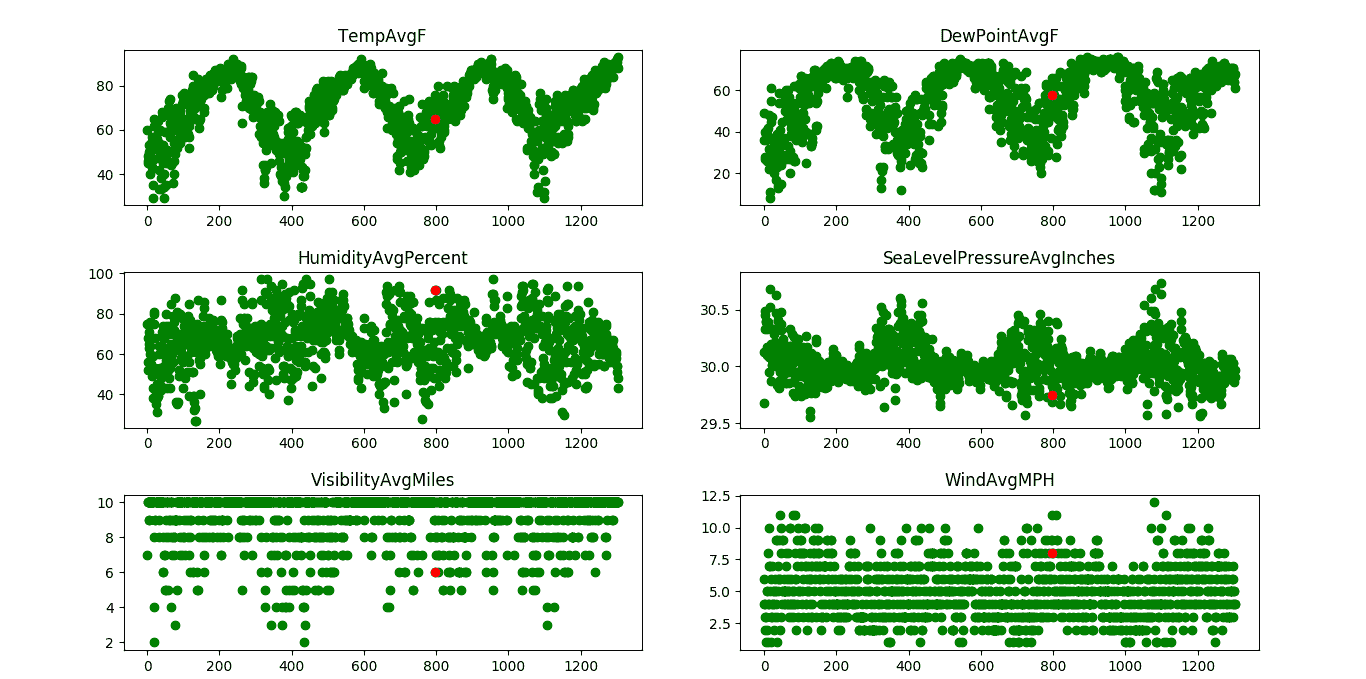 TempAvgF
80
60
40
0 200 400 600 800 1000 1200
DewPointAvgF
60
40
20
0 200 400 600 800 1000 1200
HumidityAvgPercent
100
80
60
40
0 200 400 600 800 1000 1200
SeaLevelPressureAvgInches
30.5
30.0
29.5
0 200 400 600 800 1000 1200
VisibilityAvgMiles
10
8
6
4
2
0 200 400 600 800 1000 1200
WindAvgMPH
12.5
10.0
7.5
5.0
2.5
0 200 400 600 800 1000 1200